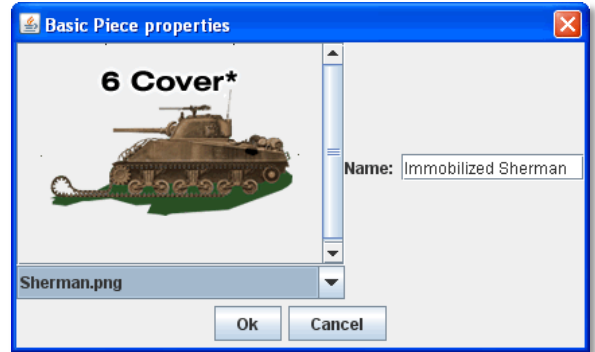 Basic Piece properties
6 Cover*
Name: Immobilized Sherman
Sherman.png
Ok Cancel